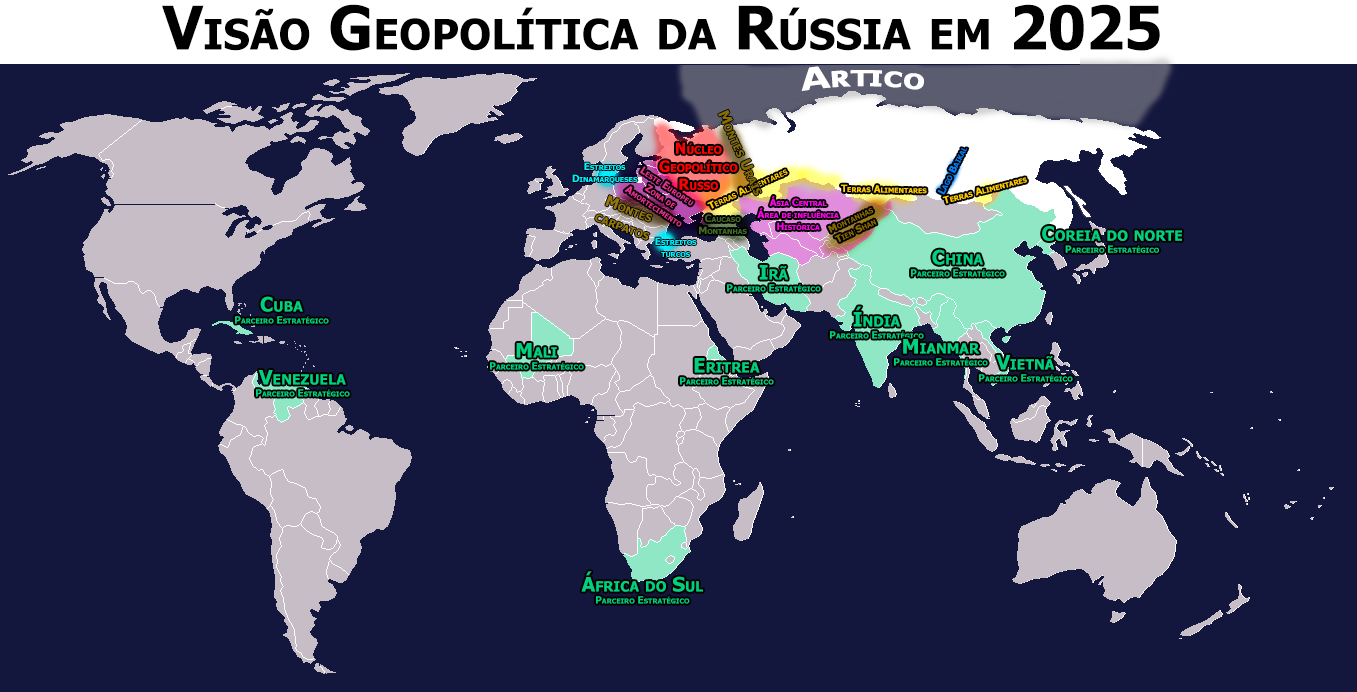 Visão Geopolítica da Rússia em 2025
Artico
Montes Urais
Núcleo
Geopolítico
Russo
Estreitos
Dinamarqueses
Leste Europeu
Zona de
Amortecimento
Montes
carpatos
Estreitos
turcos
Caucaso
Montanhas
Terras Alimentares
Terras Alimentares
Terras Alimentares
Lago Baikal
Ásia Central
Área de influência
Histórica
Montanhas
Tien Shan
Coreia do norte
Parceiro Estratégico
China
Parceiro Estratégico
Irã
Parceiro Estratégico
Índia
Parceiro Estratégico
Mianmar
Parceiro Estratégico
Vietnã
Parceiro Estratégico
Cuba
Parceiro Estratégico
Venezuela
Parceiro Estratégico
Mali
Parceiro Estratégico
Eritrea
Parceiro Estratégico
África do Sul
Parceiro Estratégico